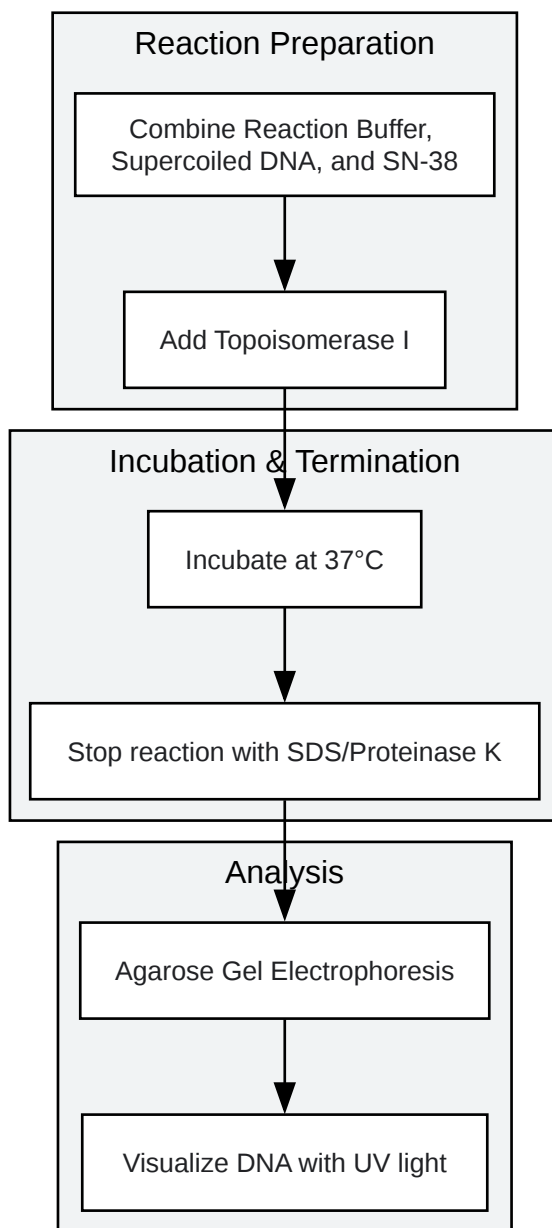 Reaction Preparation
Combine Reaction Buffer,
Supercoiled DNA, and SN-38
Add Topoisomerase I
Incubation & Termination
Incubate at 37°C
Stop reaction with SDS/Proteinase K
Analysis
Agarose Gel Electrophoresis
Visualize DNA with UV light